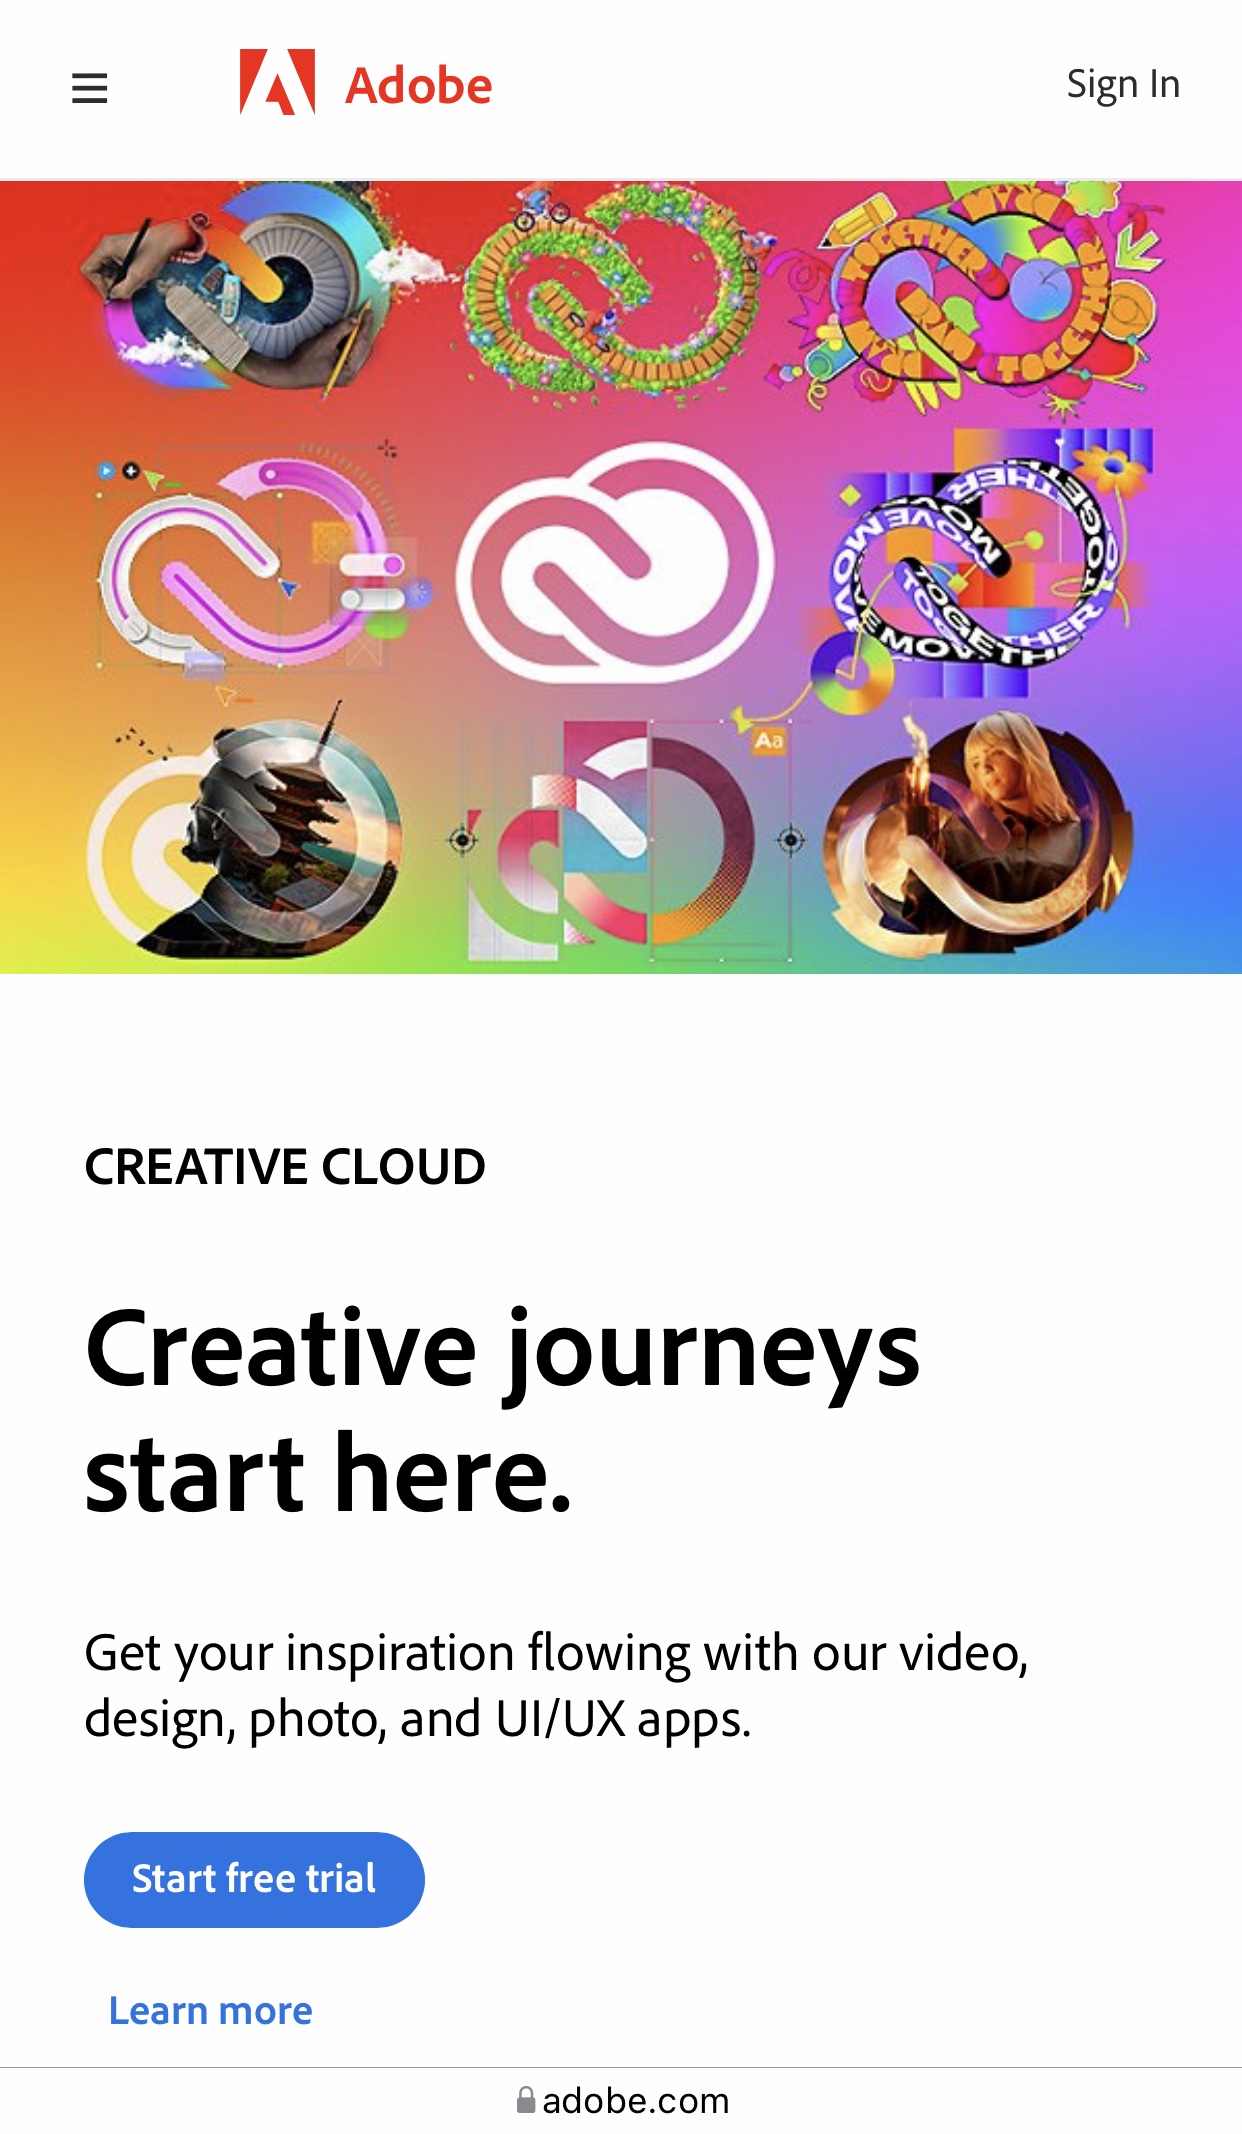 Adobe
Sign In
TOGETHER
TOGETHER
TOGETHER
MOVE
MOVE
TOGETHER
TOGETHER
Aa
CREATIVE CLOUD
Creative journeys
start here.
Get your inspiration flowing with our video,
design, photo, and UI/UX apps.
Start free trial
Learn more
adobe.com